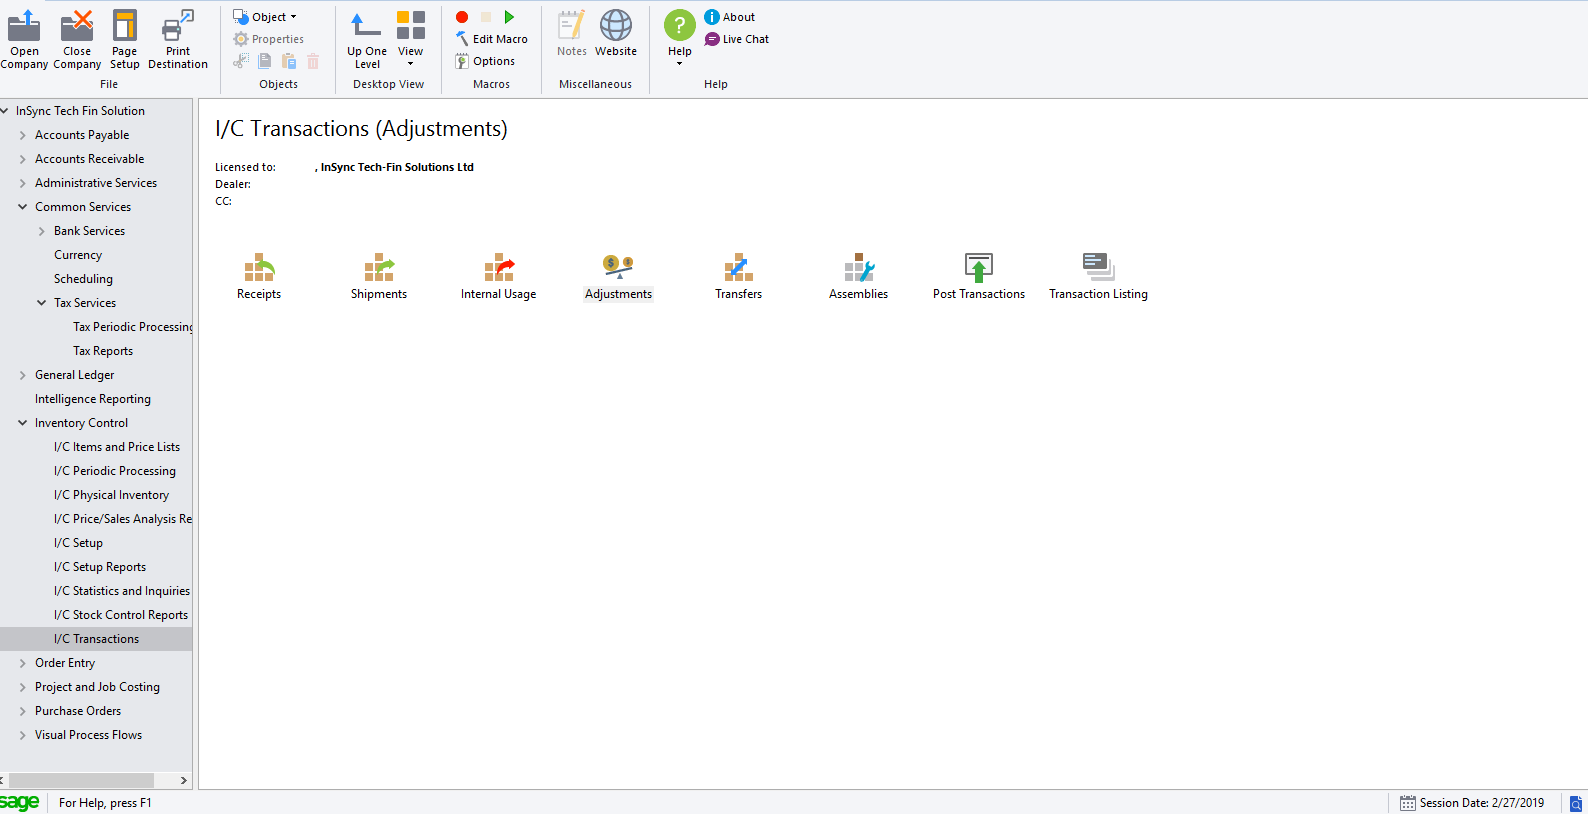 Open Company
Close Company
Page Setup
Print Destination
File
Object
Properties
Objects
Up One Level
View
Desktop View
Edit Macro
Options
Macros
Notes
Website
Miscellaneous
Help
About
Live Chat
Help
InSync Tech Fin Solution
Accounts Payable
Accounts Receivable
Administrative Services
Common Services
Bank Services
Currency
Scheduling
Tax Services
Tax Periodic Processing
Tax Reports
General Ledger
Intelligence Reporting
Inventory Control
I/C Items and Price Lists
I/C Periodic Processing
I/C Physical Inventory
I/C Price/Sales Analysis Re
I/C Setup
I/C Setup Reports
I/C Statistics and Inquiries
I/C Stock Control Reports
I/C Transactions
Order Entry
Project and Job Costing
Purchase Orders
Visual Process Flows
I/C Transactions (Adjustments)
Licensed to: , InSync Tech-Fin Solutions Ltd
Dealer:
CC:
Receipts
Shipments
Internal Usage
Adjustments
Transfers
Assemblies
Post Transactions
Transaction Listing
sage
For Help, press F1
Session Date: 2/27/2019